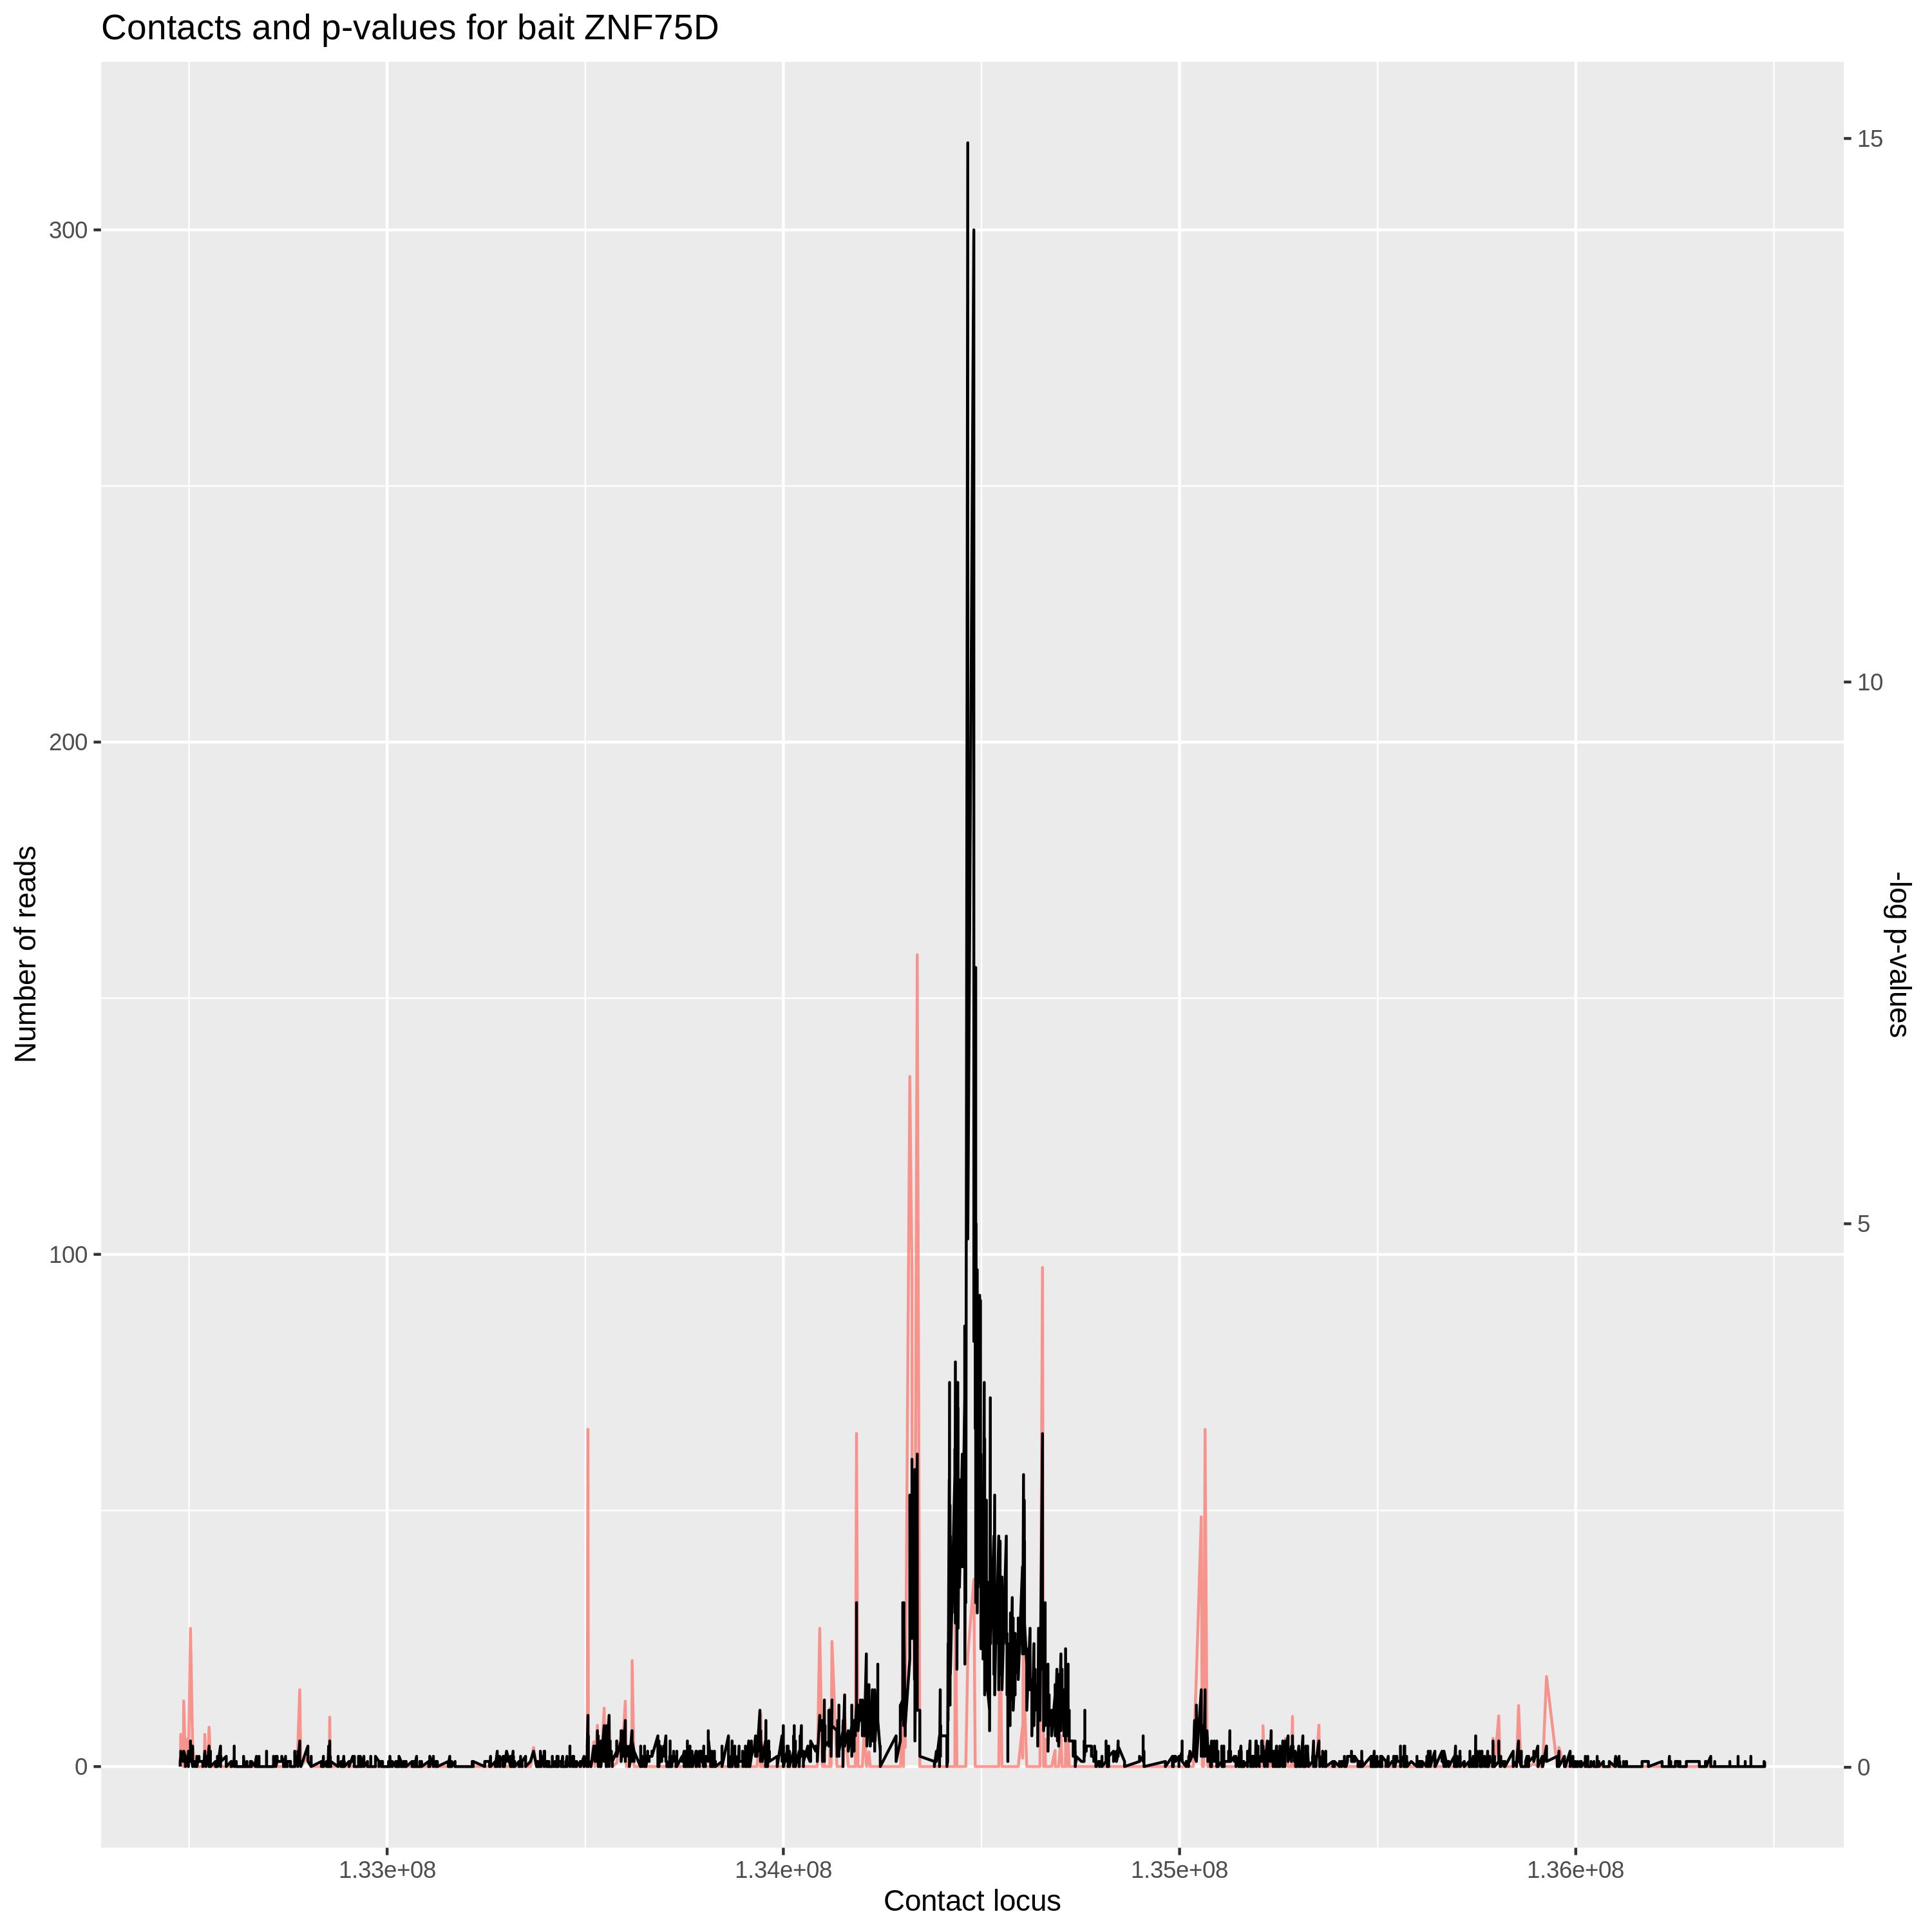 Contacts and p-values for bait ZNF75D
Number of reads
300
200
100
0
15
10
5
0
-log p-values
1.33e+08
1.34e+08
1.35e+08
1.36e+08
Contact locus